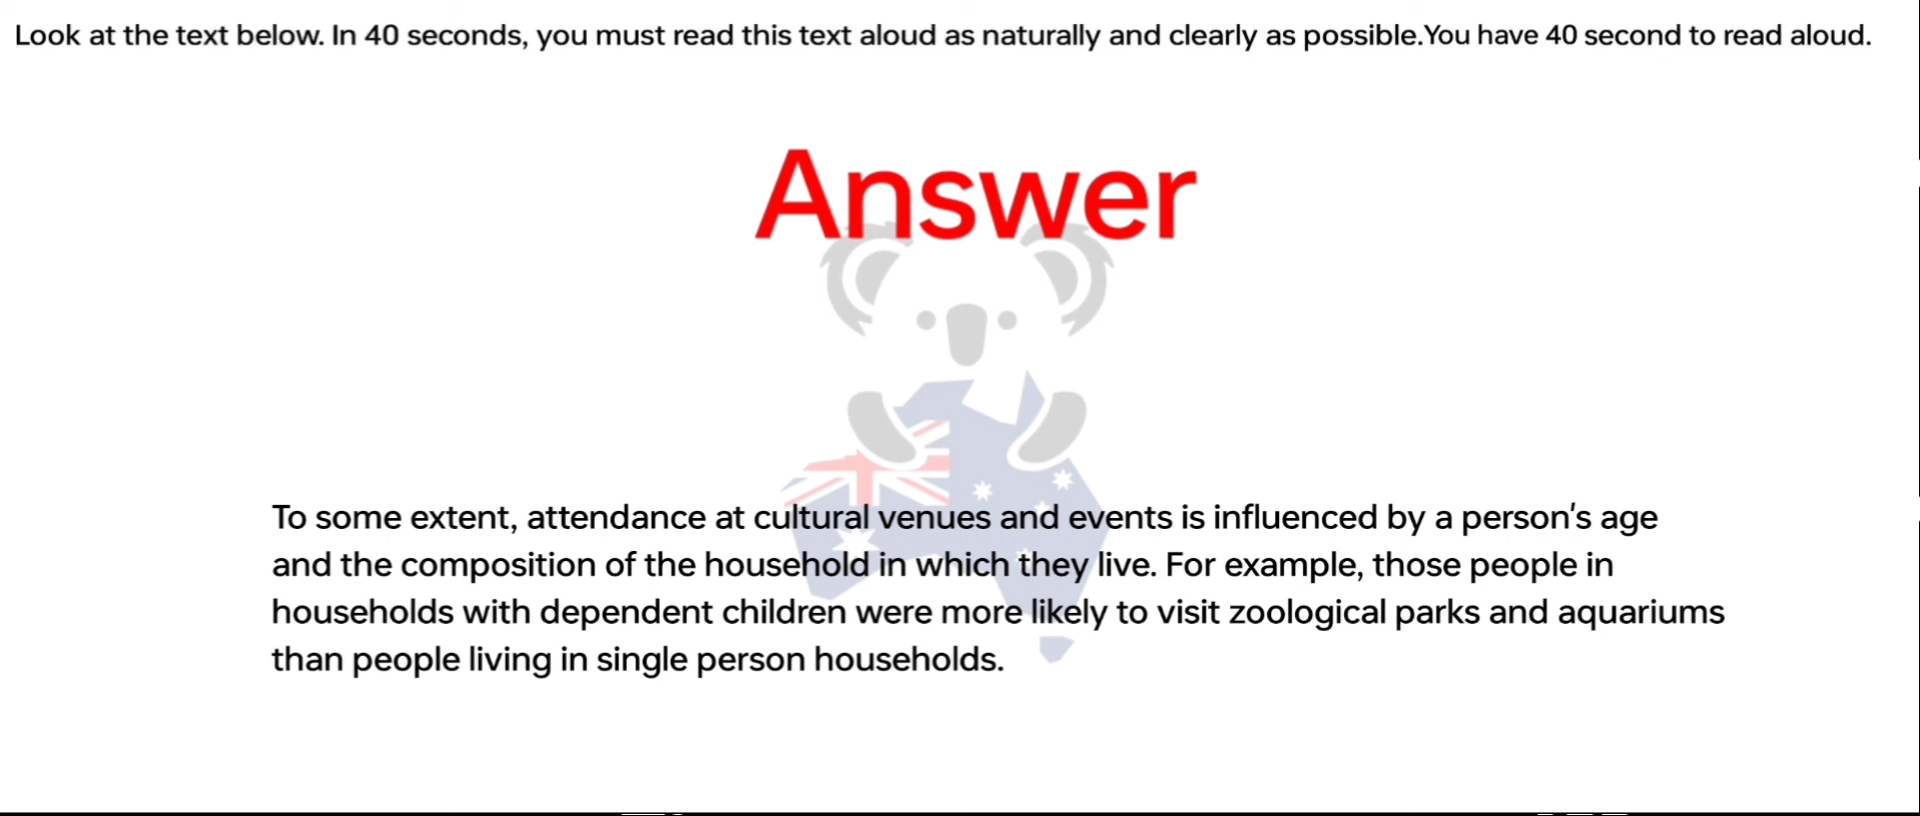 Look at the text below. In 40 seconds, you must read this text aloud as naturally and clearly as possible.You have 40 second to read aloud.
Answer
To some extent, attendance at cultural venues and events is influenced by a person's age
and the composition of the household in which they live. For example, those people in
households with dependent children were more likely to visit zoological parks and aquariums
than people living in single person households.